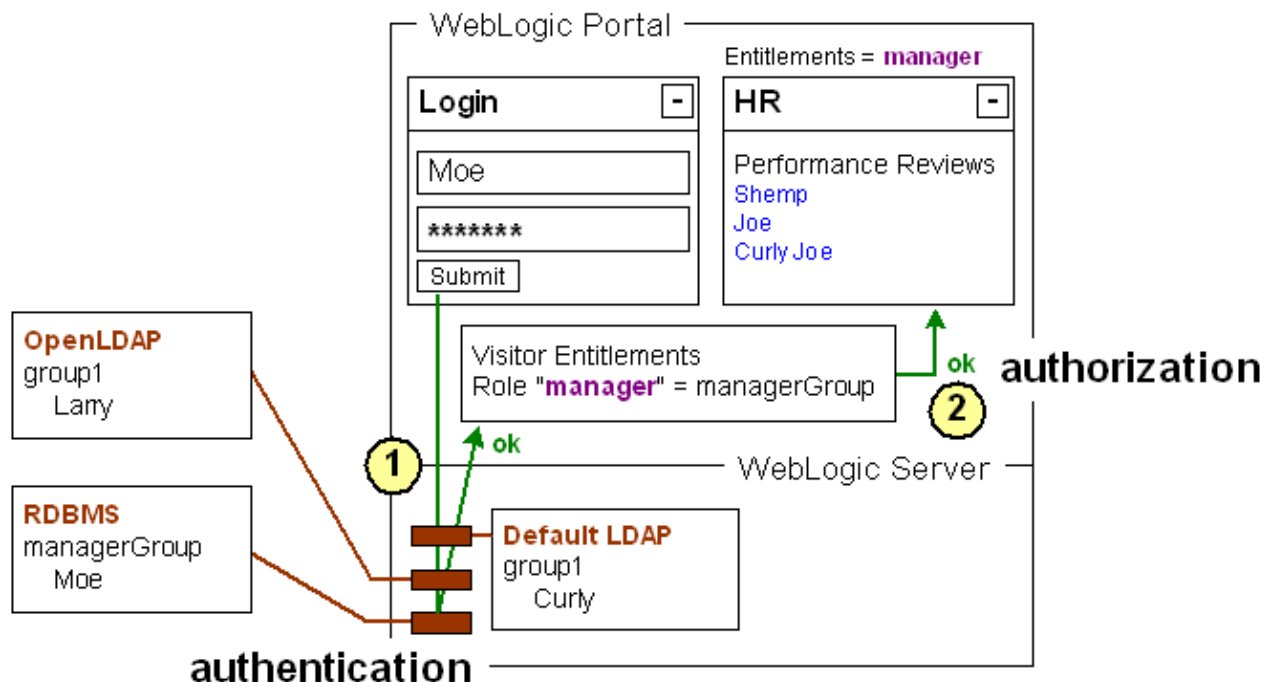 WebLogic Portal
Entitlements = manager
Login
-
HR
-
Moe
*******
Submit
Performance Reviews
Shemp
Joe
Curly Joe
OpenLDAP
group1
Larry
Visitor Entitlements
Role "manager" = managerGroup
ok
authorization
2
1
ok
WebLogic Server
RDBMS
managerGroup
Moe
Default LDAP
group1
Curly
authentication